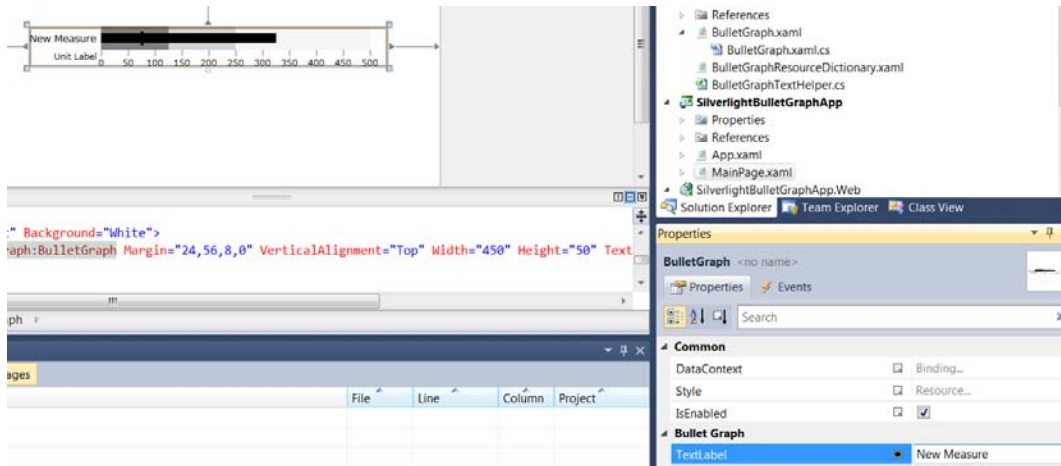 New Measure
Unit Label
0 50 100 150 200 250 300 350 400 450 500
References
BulletGraph.xaml
BulletGraph.xaml.cs
BulletGraphResourceDictionary.xaml
BulletGraphTextHelper.cs
SilverlightBulletGraphApp
Properties
References
App.xaml
MainPage.xaml
SilverlightBulletGraphApp.Web
Solution Explorer Team Explorer Class View
" Background="White">
aph:BulletGraph Margin="24,56,8,0" VerticalAlignment="Top" Width="450" Height="50" Text
ph
ages
File Line Column Project
Properties
BulletGraph <no name>
Properties Events
Search
Common
DataContext Binding...
Style Resource...
IsEnabled
Bullet Graph
TextLabel New Measure